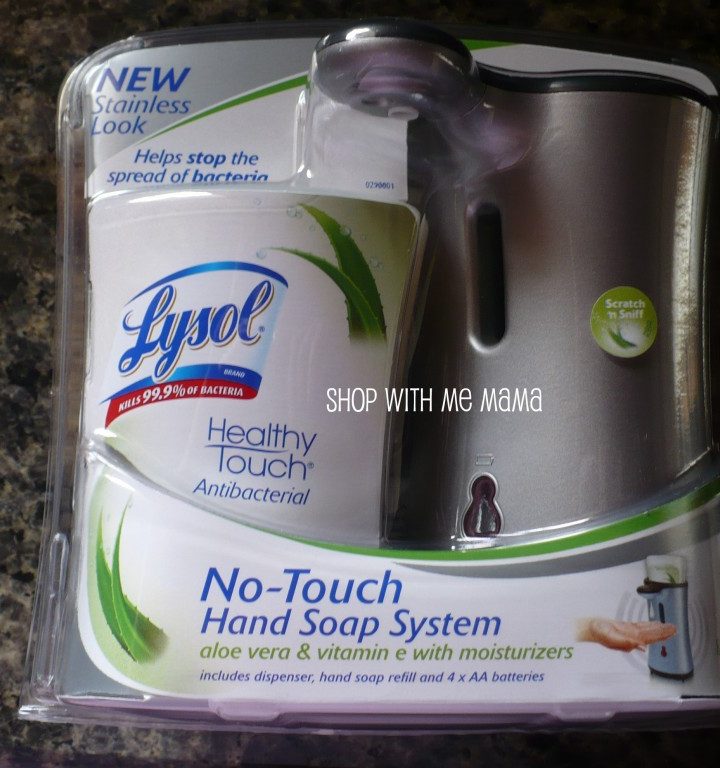 NEW
Stainless
Look
Helps stop the
spread of bacteria
0290001
Lysol®
BRAND
KILLS 99.9% OF BACTERIA
Scratch
'n Sniff
SHOP WITH ME MAMA
Healthy
Touch®
Antibacterial
No-Touch
Hand Soap System
aloe vera & vitamin e with moisturizers
includes dispenser, hand soap refill and 4 x AA batteries